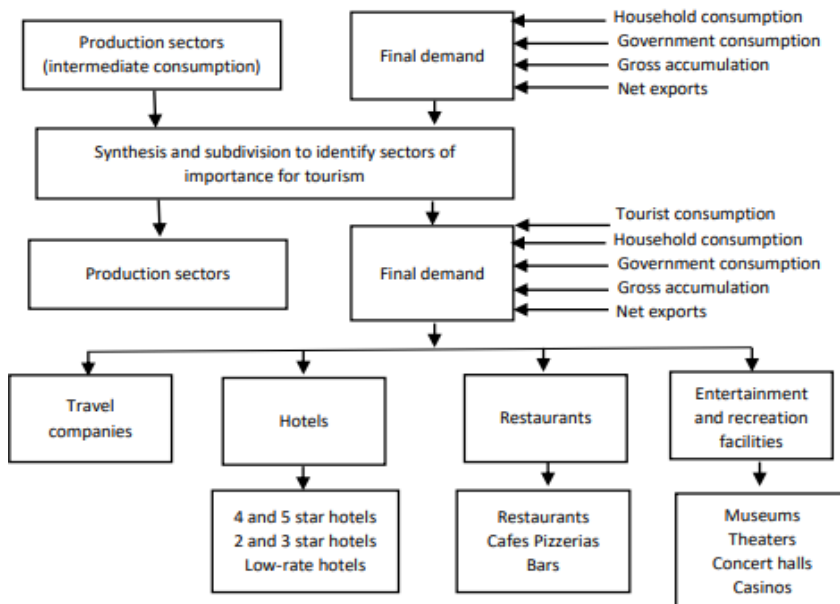 Production sectors
(intermediate consumption)
Final demand
Household consumption
Government consumption
Gross accumulation
Net exports
Synthesis and subdivision to identify sectors of
importance for tourism
Production sectors
Final demand
Tourist consumption
Household consumption
Government consumption
Gross accumulation
Net exports
Travel
companies
Hotels
Restaurants
Entertainment
and recreation
facilities
4 and 5 star hotels
2 and 3 star hotels
Low-rate hotels
Restaurants
Cafes Pizzerias
Bars
Museums
Theaters
Concert halls
Casinos